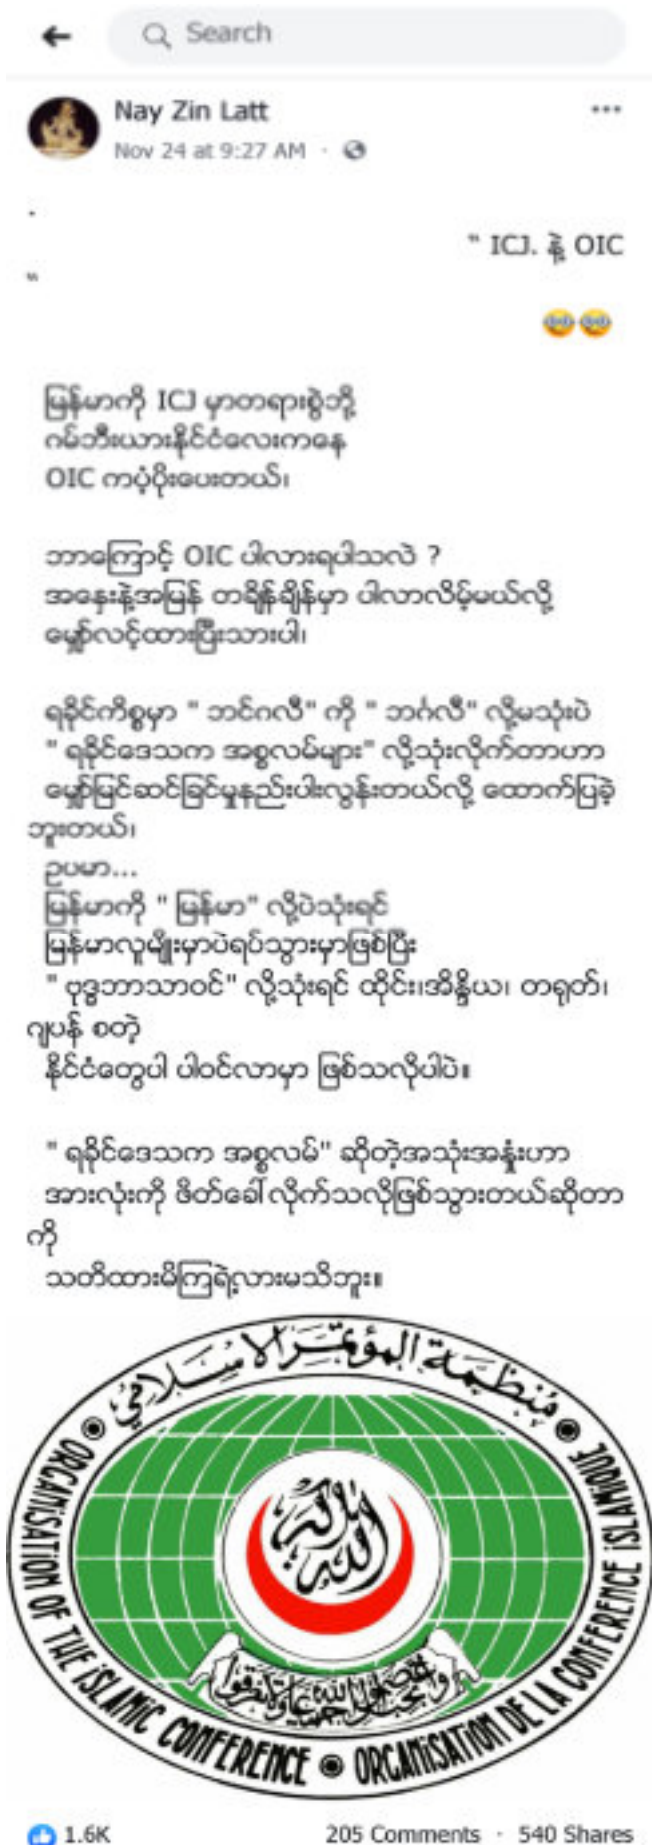 Search
Nay Zin Latt
Nov 24 at 9:27 AM ·
.
" ICJ. နဲ့ OIC
"
မြန်မာကို ICJ မှာတရားစွဲဘို့
ဂမ်ဘီးယားနိုင်ငံလေးကနေ
OIC ကပံ့ပိုးပေးတယ်၊
ဘာကြောင့် OIC ပါလားရပါသလဲ ?
အနှေးနဲ့အမြန် တချိန်ချိန်မှာ ပါလာလိမ့်မယ်လို့
မျှော်လင့်ထားပြီးသားပါ၊
ရခိုင်ကိစ္စမှာ " ဘင်ဂလီ" ကို " ဘင်္ဂလီ" လို့မသုံးပဲ
" ရခိုင်ဒေသက အစ္စလမ်များ" လို့သုံးလိုက်တာဟာ
မျှော်မြင်ဆင်ခြင်မှုနည်းပါးလွန်းတယ်လို့ ထောက်ပြခဲ့
ဘူးတယ်၊
ဥပမာ...
မြန်မာကို " မြန်မာ" လို့ပဲသုံးရင်
မြန်မာလူမျိုးမှာပဲရပ်သွားမှာဖြစ်ပြီး
" ဗုဒ္ဓဘာသာဝင်" လို့သုံးရင် ထိုင်း၊အိန္ဒိယ၊ တရုတ်၊
ဂျပန် စတဲ့
နိုင်ငံတွေပါ ပါဝင်လာမှာ ဖြစ်သလိုပါပဲ။
" ရခိုင်ဒေသက အစ္စလမ်" ဆိုတဲ့အသုံးအနှုံးဟာ
အားလုံးကို ဖိတ်ခေါ်လိုက်သလိုဖြစ်သွားတယ်ဆိုတာ
ကို
သတိထားမိကြရဲ့လားမသိဘူး။
منظمة المؤتمر الإسلامي
الله أكبر
واعتصموا بحبل الله جميعا ولا تفرقوا
ORGANISATION OF THE ISLAMIC CONFERENCE
ORGANISATION DE LA CONFERENCE ISLAMIQUE
1.6K
205 Comments · 540 Shares